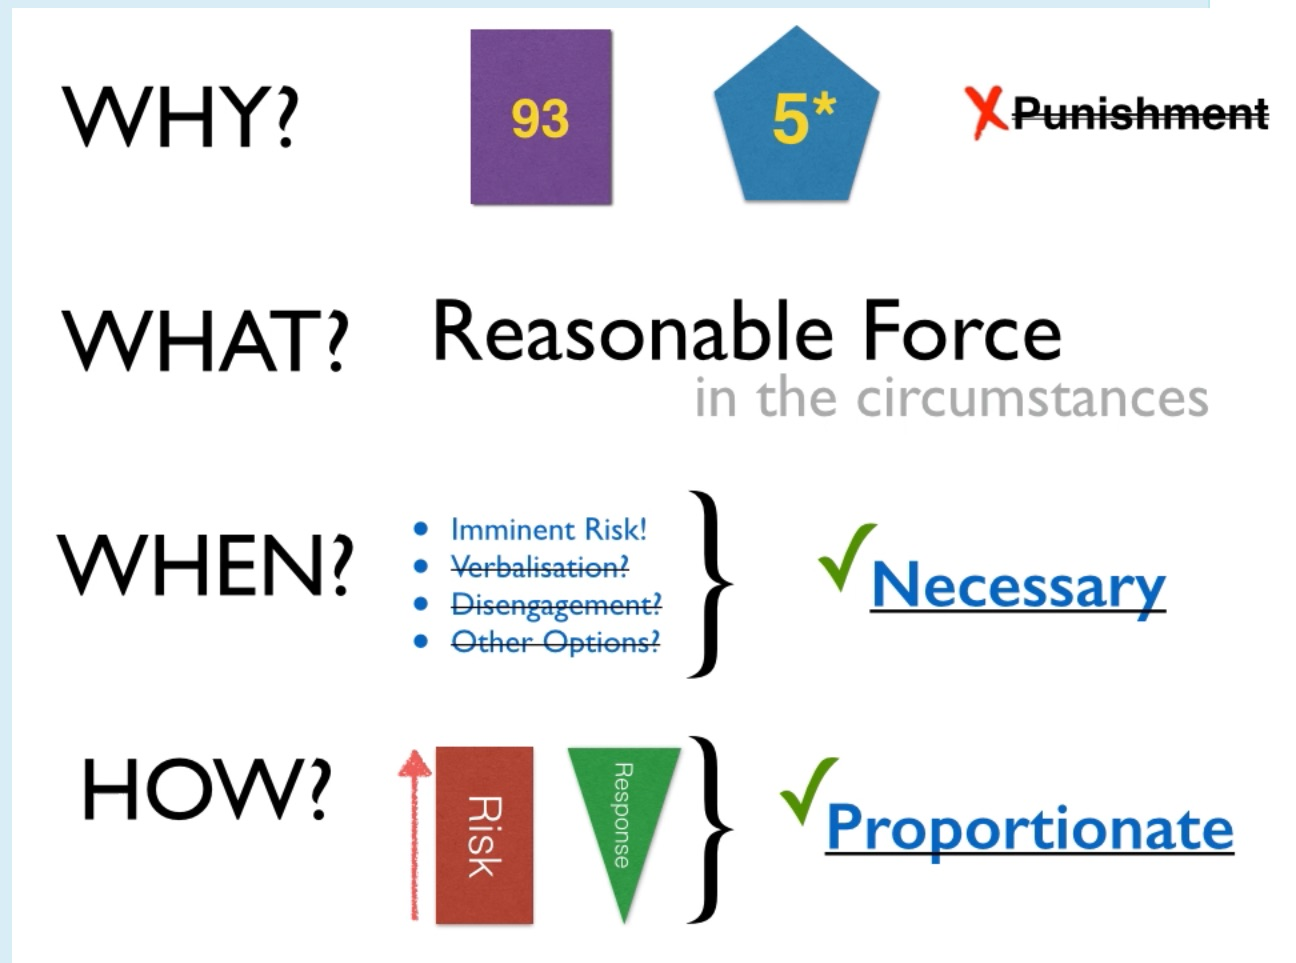 WHY?
93
5*
Punishment
WHAT?
Reasonable Force
in the circumstances
WHEN?
• Imminent Risk!
• Verbalisation?
• Disengagement?
• Other Options?
Necessary
HOW?
Risk
Response
Proportionate